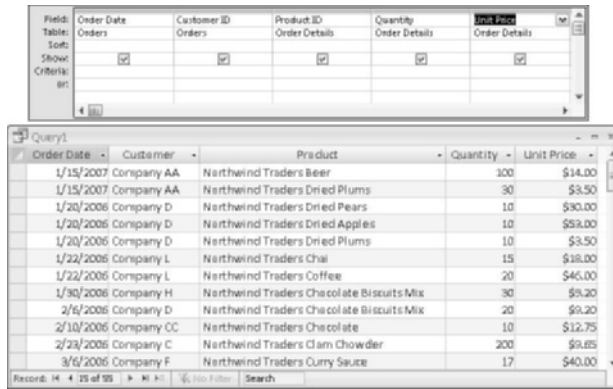 Field: Order Date Customer ID Product ID Quantity Unit Price
Table: Orders Orders Order Details Order Details Order Details
Sort:
Show:
Criteria:
or:
Query1
Order Date Customer Product Quantity Unit Price
1/15/2007 Company AA Northwind Traders Beer 100 $14.00
1/15/2007 Company AA Northwind Traders Dried Plums 30 $3.50
1/20/2006 Company D Northwind Traders Dried Pears 10 $30.00
1/20/2006 Company D Northwind Traders Dried Apples 10 $53.00
1/20/2006 Company D Northwind Traders Dried Plums 10 $3.50
1/22/2006 Company L Northwind Traders Chai 15 $18.00
1/22/2006 Company L Northwind Traders Coffee 20 $46.00
1/30/2006 Company H Northwind Traders Chocolate Biscuits Mix 30 $9.20
2/6/2006 Company D Northwind Traders Chocolate Biscuits Mix 20 $9.20
2/10/2006 Company CC Northwind Traders Chocolate 10 $12.75
2/23/2006 Company C Northwind Traders Clam Chowder 200 $9.65
3/6/2006 Company F Northwind Traders Curry Sauce 17 $40.00
Record: 15 of 55 No Filter Search